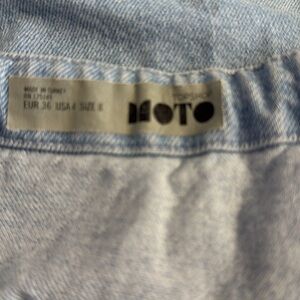 MADE IN TURKEY
EUR 36 USA 4 SIZE 8
TOPSHOP
MOTO